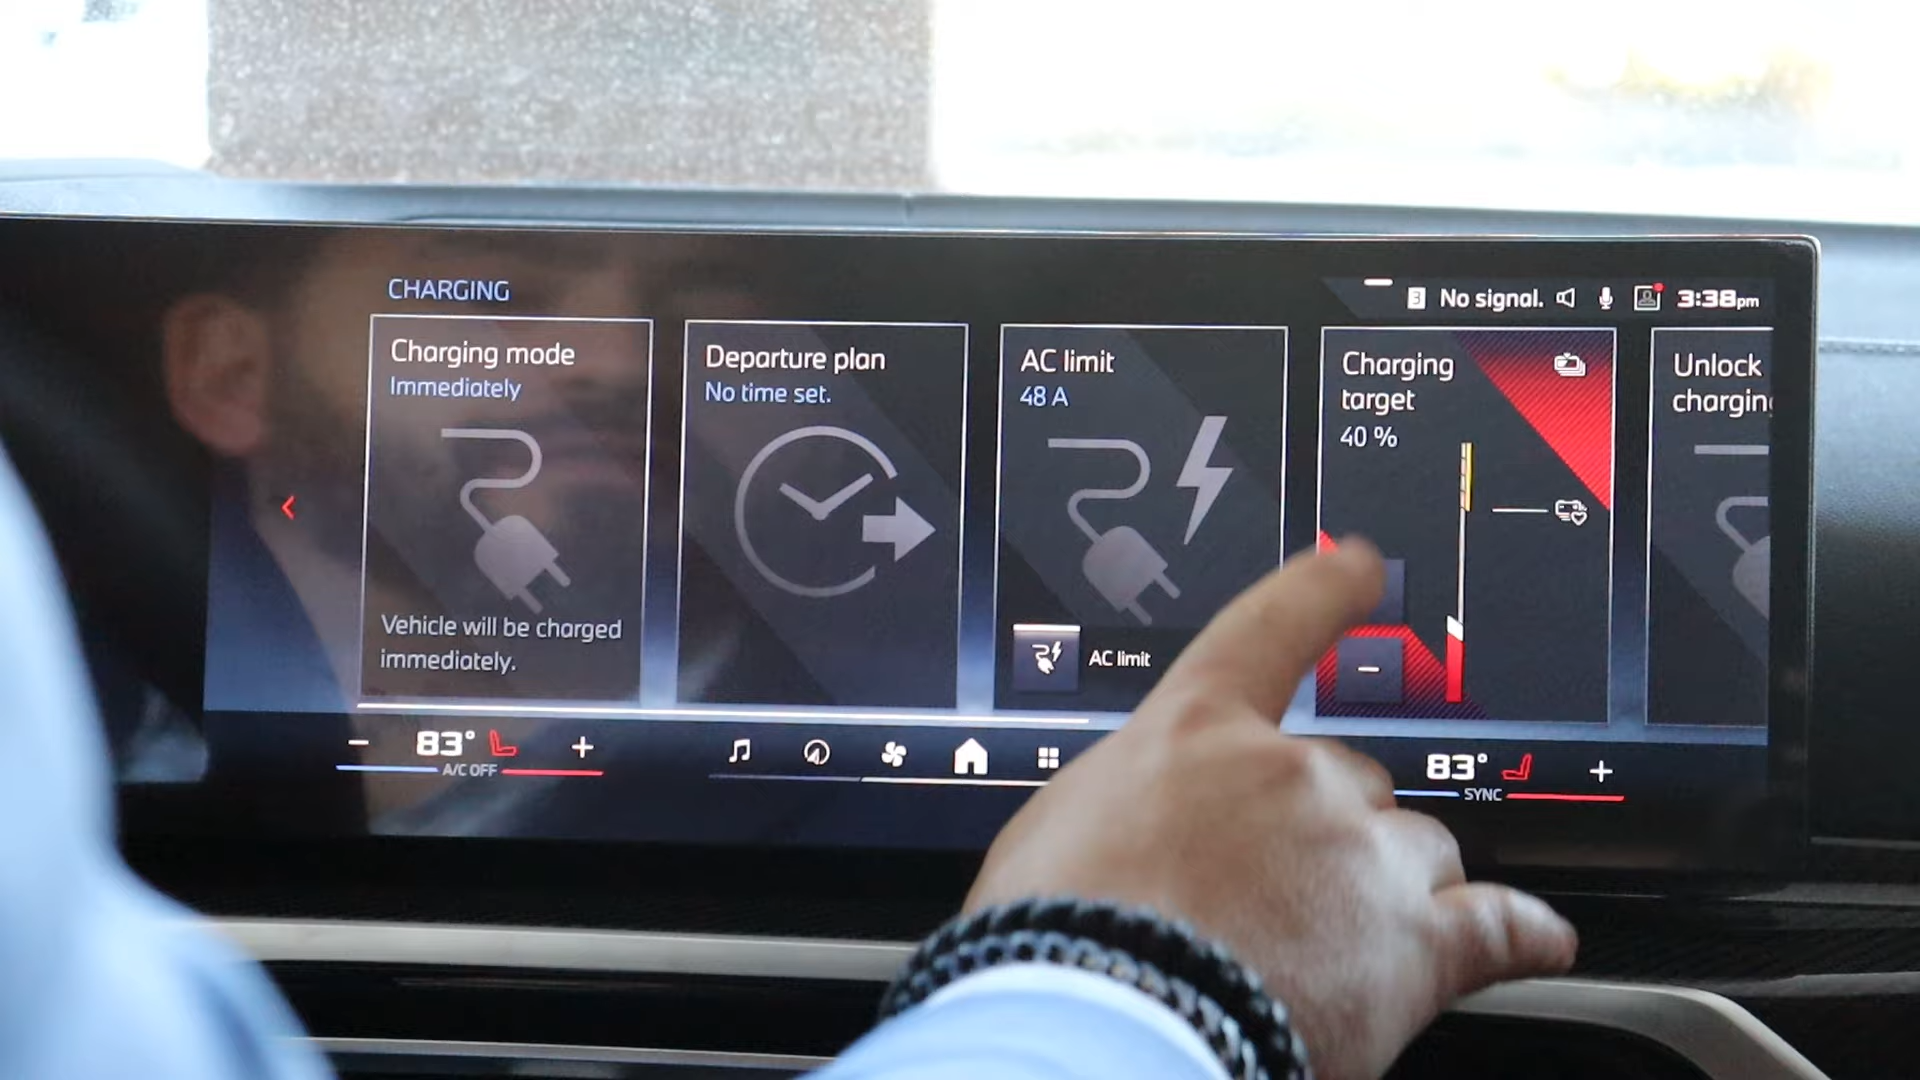 CHARGING
3 No signal. 3:38pm
Charging mode
Immediately
Vehicle will be charged
immediately.
Departure plan
No time set.
AC limit
48 A
AC limit
Charging
target
40 %
−
Unlock
− 83° +
A/C OFF
83° +
SYNC